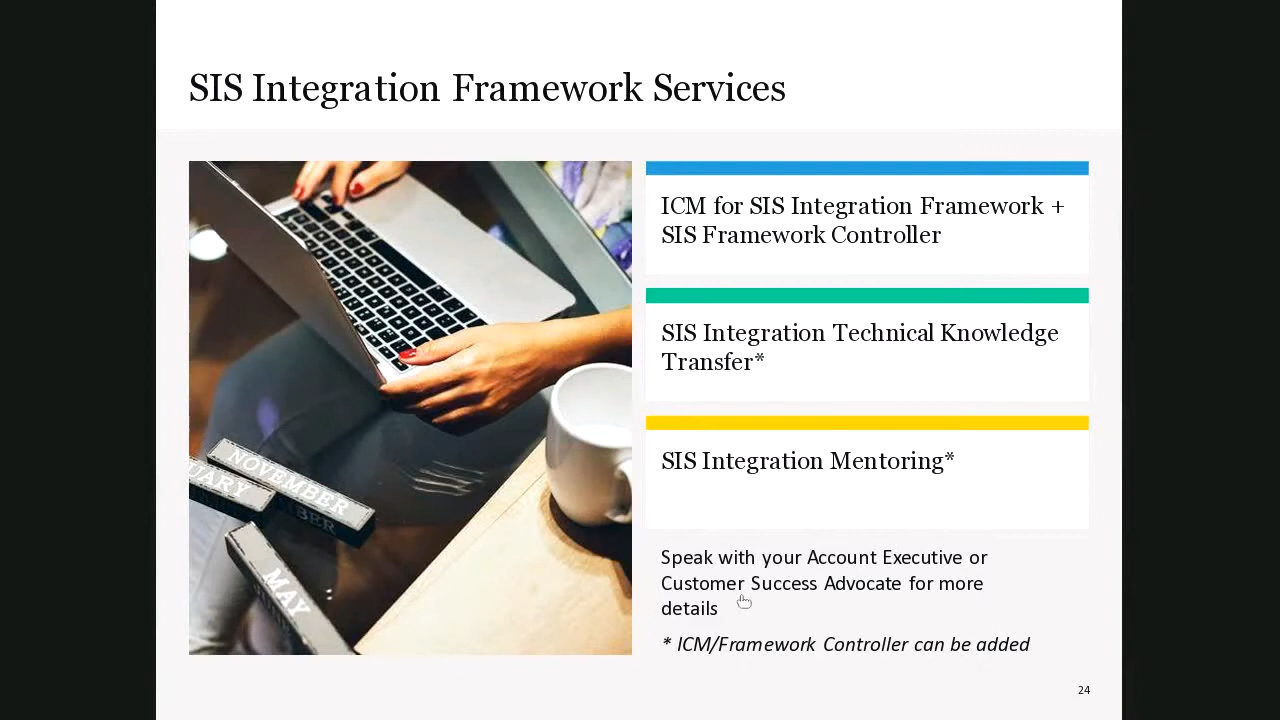 SIS Integration Framework Services
ICM for SIS Integration Framework +
SIS Framework Controller
SIS Integration Technical Knowledge
Transfer*
SIS Integration Mentoring*
NOVEMBER
UARY
MAY
Speak with your Account Executive or
Customer Success Advocate for more
details
* ICM/Framework Controller can be added
24